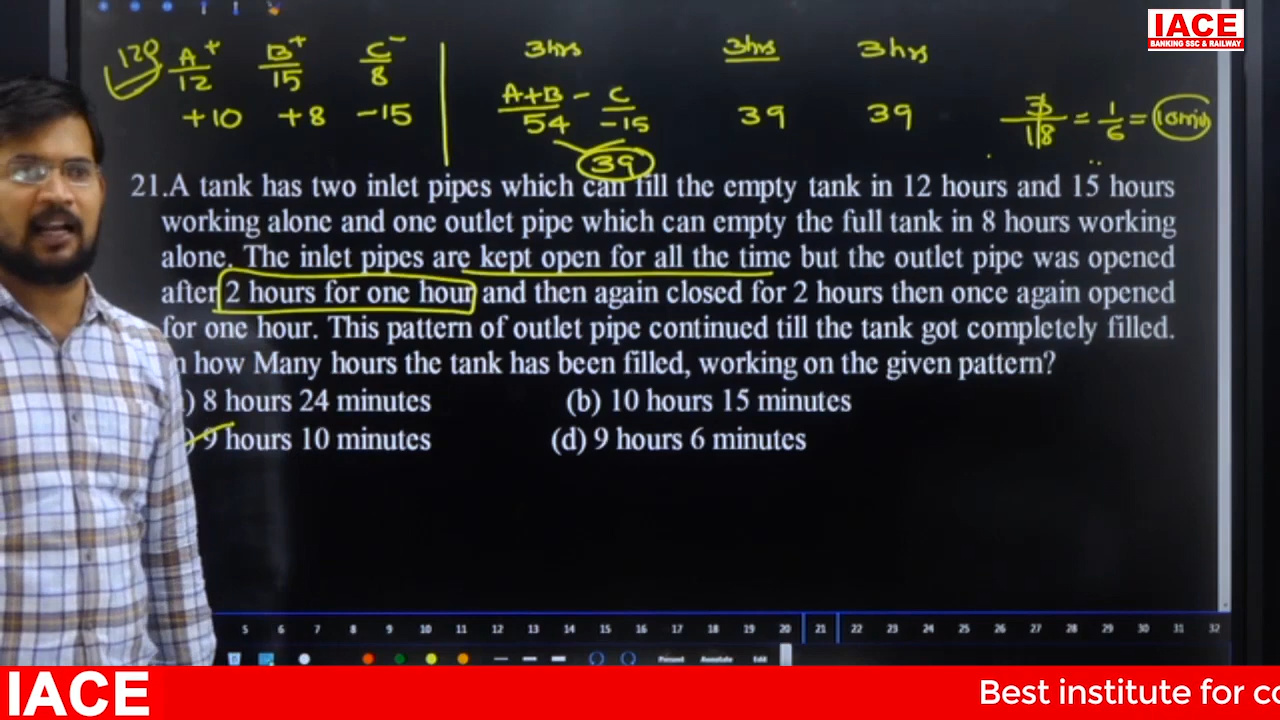 IACE
BANKING SSC & RAILWAY
120 A+ B+ C- 3hrs 3hrs 3hrs
12 15 8 A+B - C
+10 +8 -15 54 -15 39 39 3/18 = 1/6 = 10min
39
21.A tank has two inlet pipes which can fill the empty tank in 12 hours and 15 hours
working alone and one outlet pipe which can empty the full tank in 8 hours working
alone. The inlet pipes are kept open for all the time but the outlet pipe was opened
after 2 hours for one hour and then again closed for 2 hours then once again opened
for one hour. This pattern of outlet pipe continued till the tank got completely filled.
n how Many hours the tank has been filled, working on the given pattern?
) 8 hours 24 minutes (b) 10 hours 15 minutes
) 9 hours 10 minutes (d) 9 hours 6 minutes
5 6 7 8 9 10 11 12 13 14 15 16 17 18 19 20 21 22 23 24 25 26 27 28 29 30 31 32
Present Annotate Edit
IACE Best institute for co